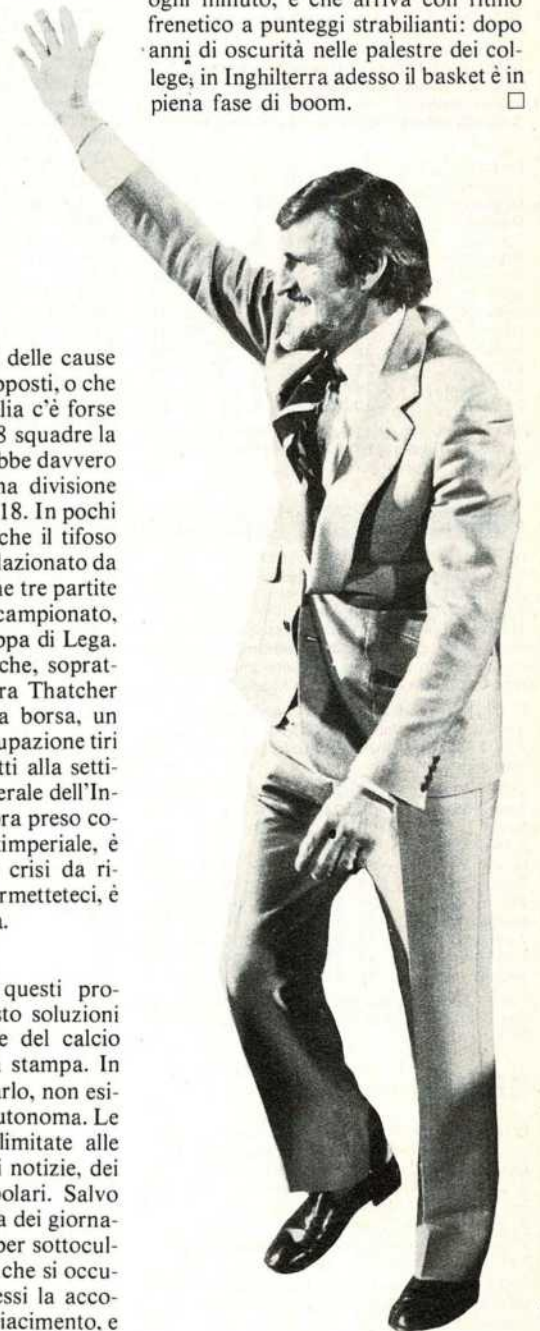 ogni minuto, e che arriva con ritmo
frenetico a punteggi strabilianti: dopo
anni di oscurità nelle palestre dei col-
lege, in Inghilterra adesso il basket è in
piena fase di boom. □
delle cause
pposti, o che
lia c'è forse
8 squadre la
bbe davvero
na divisione
18. In pochi
che il tifoso
lazionato da
ne tre partite
campionato,
ppa di Lega.
che, soprat-
ra Thatcher
a borsa, un
upazione tiri
tti alla setti-
erale dell'In-
ora preso co-
imperiale, è
crisi da ri-
rmetteteci, è
a.
questi pro-
sto soluzioni
e del calcio
a stampa. In
arlo, non esi-
utonoma. Le
limitate alle
i notizie, dei
polari. Salvo
a dei giorna-
per sottocul-
che si occu-
essi la acco-
iacimento, e